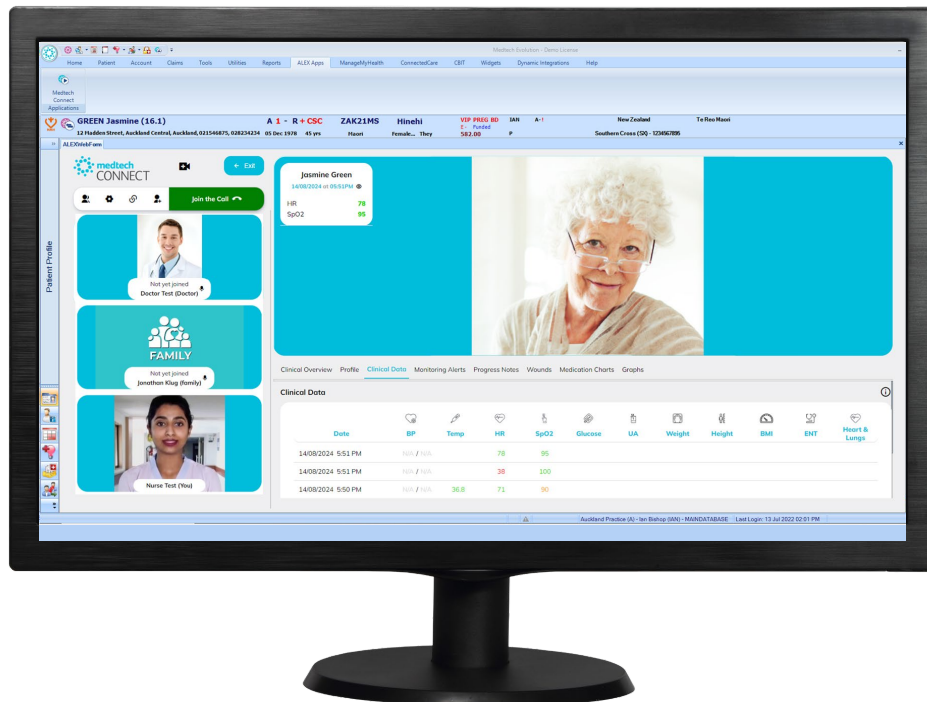 Medtech Evolution - Demo License
Home Patient Account Claims Tools Utilities Reports ALEX Apps ManageMyHealth ConnectedCare CBIT Widgets Dynamic Integrations Help
Medtech
Connect
Applications
GREEN Jasmine (16.1) A 1 - R + CSC ZAK21MS Hinehi VIP PREG BD IAN A-! New Zealand Te Reo Maori
E- Funded
12 Madden Street, Auckland Central, Auckland, 021546875, 028234234 05 Dec 1978 45 yrs Maori Female... They 582.00 P Southern Cross (SX) - 1234567895
ALEXWebForm
Patient Profile
medtech
CONNECT
Exit
Join the Call
Not yet joined
Doctor Test (Doctor)
FAMILY
Not yet joined
Jonathan Klug (family)
Nurse Test (You)
Jasmine Green
14/08/2024 at 05:51PM
HR 78
SpO2 95
Clinical Overview Profile Clinical Data Monitoring Alerts Progress Notes Wounds Medication Charts Graphs
Clinical Data
Date BP Temp HR SpO2 Glucose UA Weight Height BMI ENT Heart & Lungs
14/08/2024 5:51 PM N/A / N/A 78 95
14/08/2024 5:51 PM N/A / N/A 38 100
14/08/2024 5:50 PM N/A / N/A 36.8 71 90
Auckland Practice (A) - Ian Bishop (IAN) - MAINDATABASE Last Login: 13 Jul 2022 02:01 PM